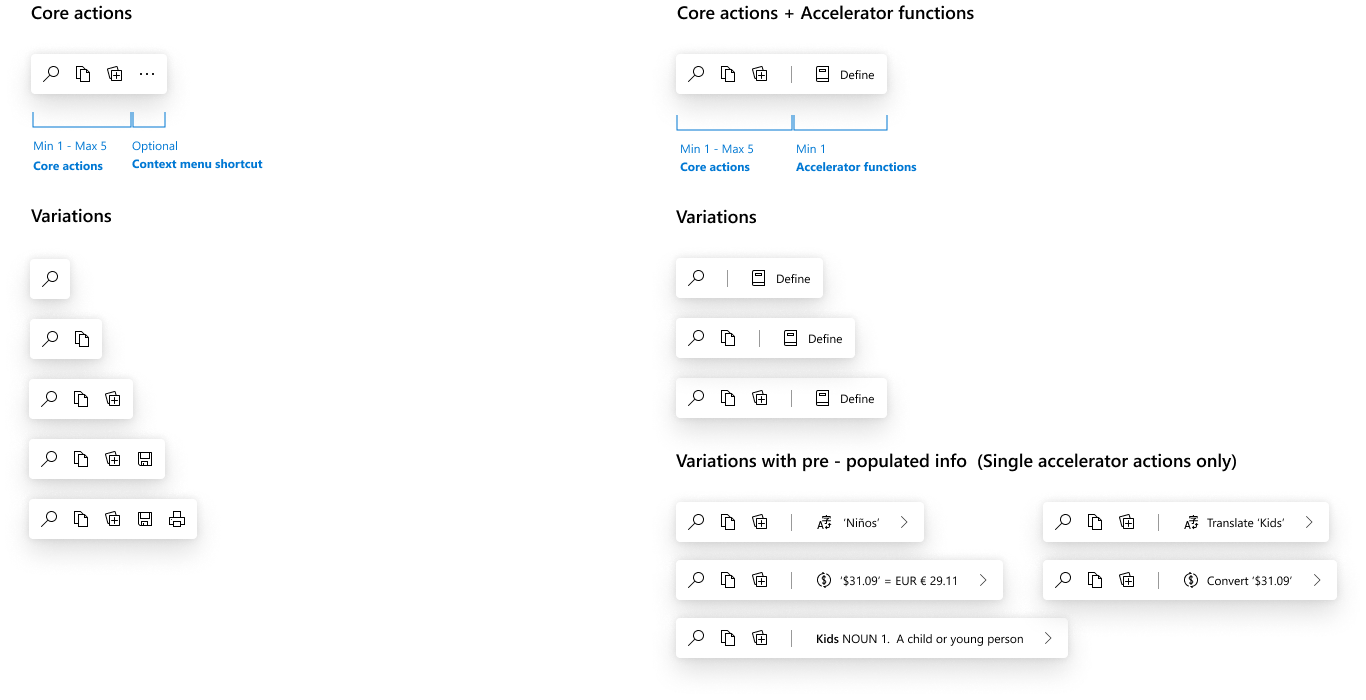 Core actions
Min 1 - Max 5
Core actions
Optional
Context menu shortcut
Variations
Core actions + Accelerator functions
Define
Min 1 - Max 5
Core actions
Min 1
Accelerator functions
Variations
Define
Define
Define
Variations with pre - populated info (Single accelerator actions only)
‘Niños’
Translate ‘Kids’
‘$31.09’ = EUR € 29.11
Convert ‘$31.09’
Kids NOUN 1. A child or young person